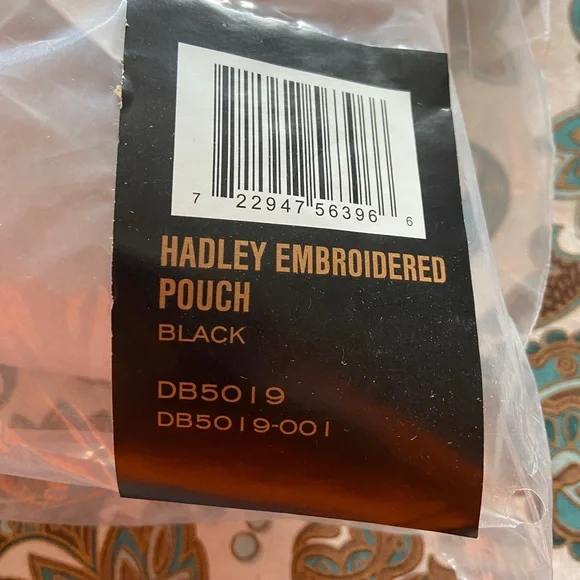 7 22947 56396 6
HADLEY EMBROIDERED
POUCH
BLACK
DB5019
DB5019-001